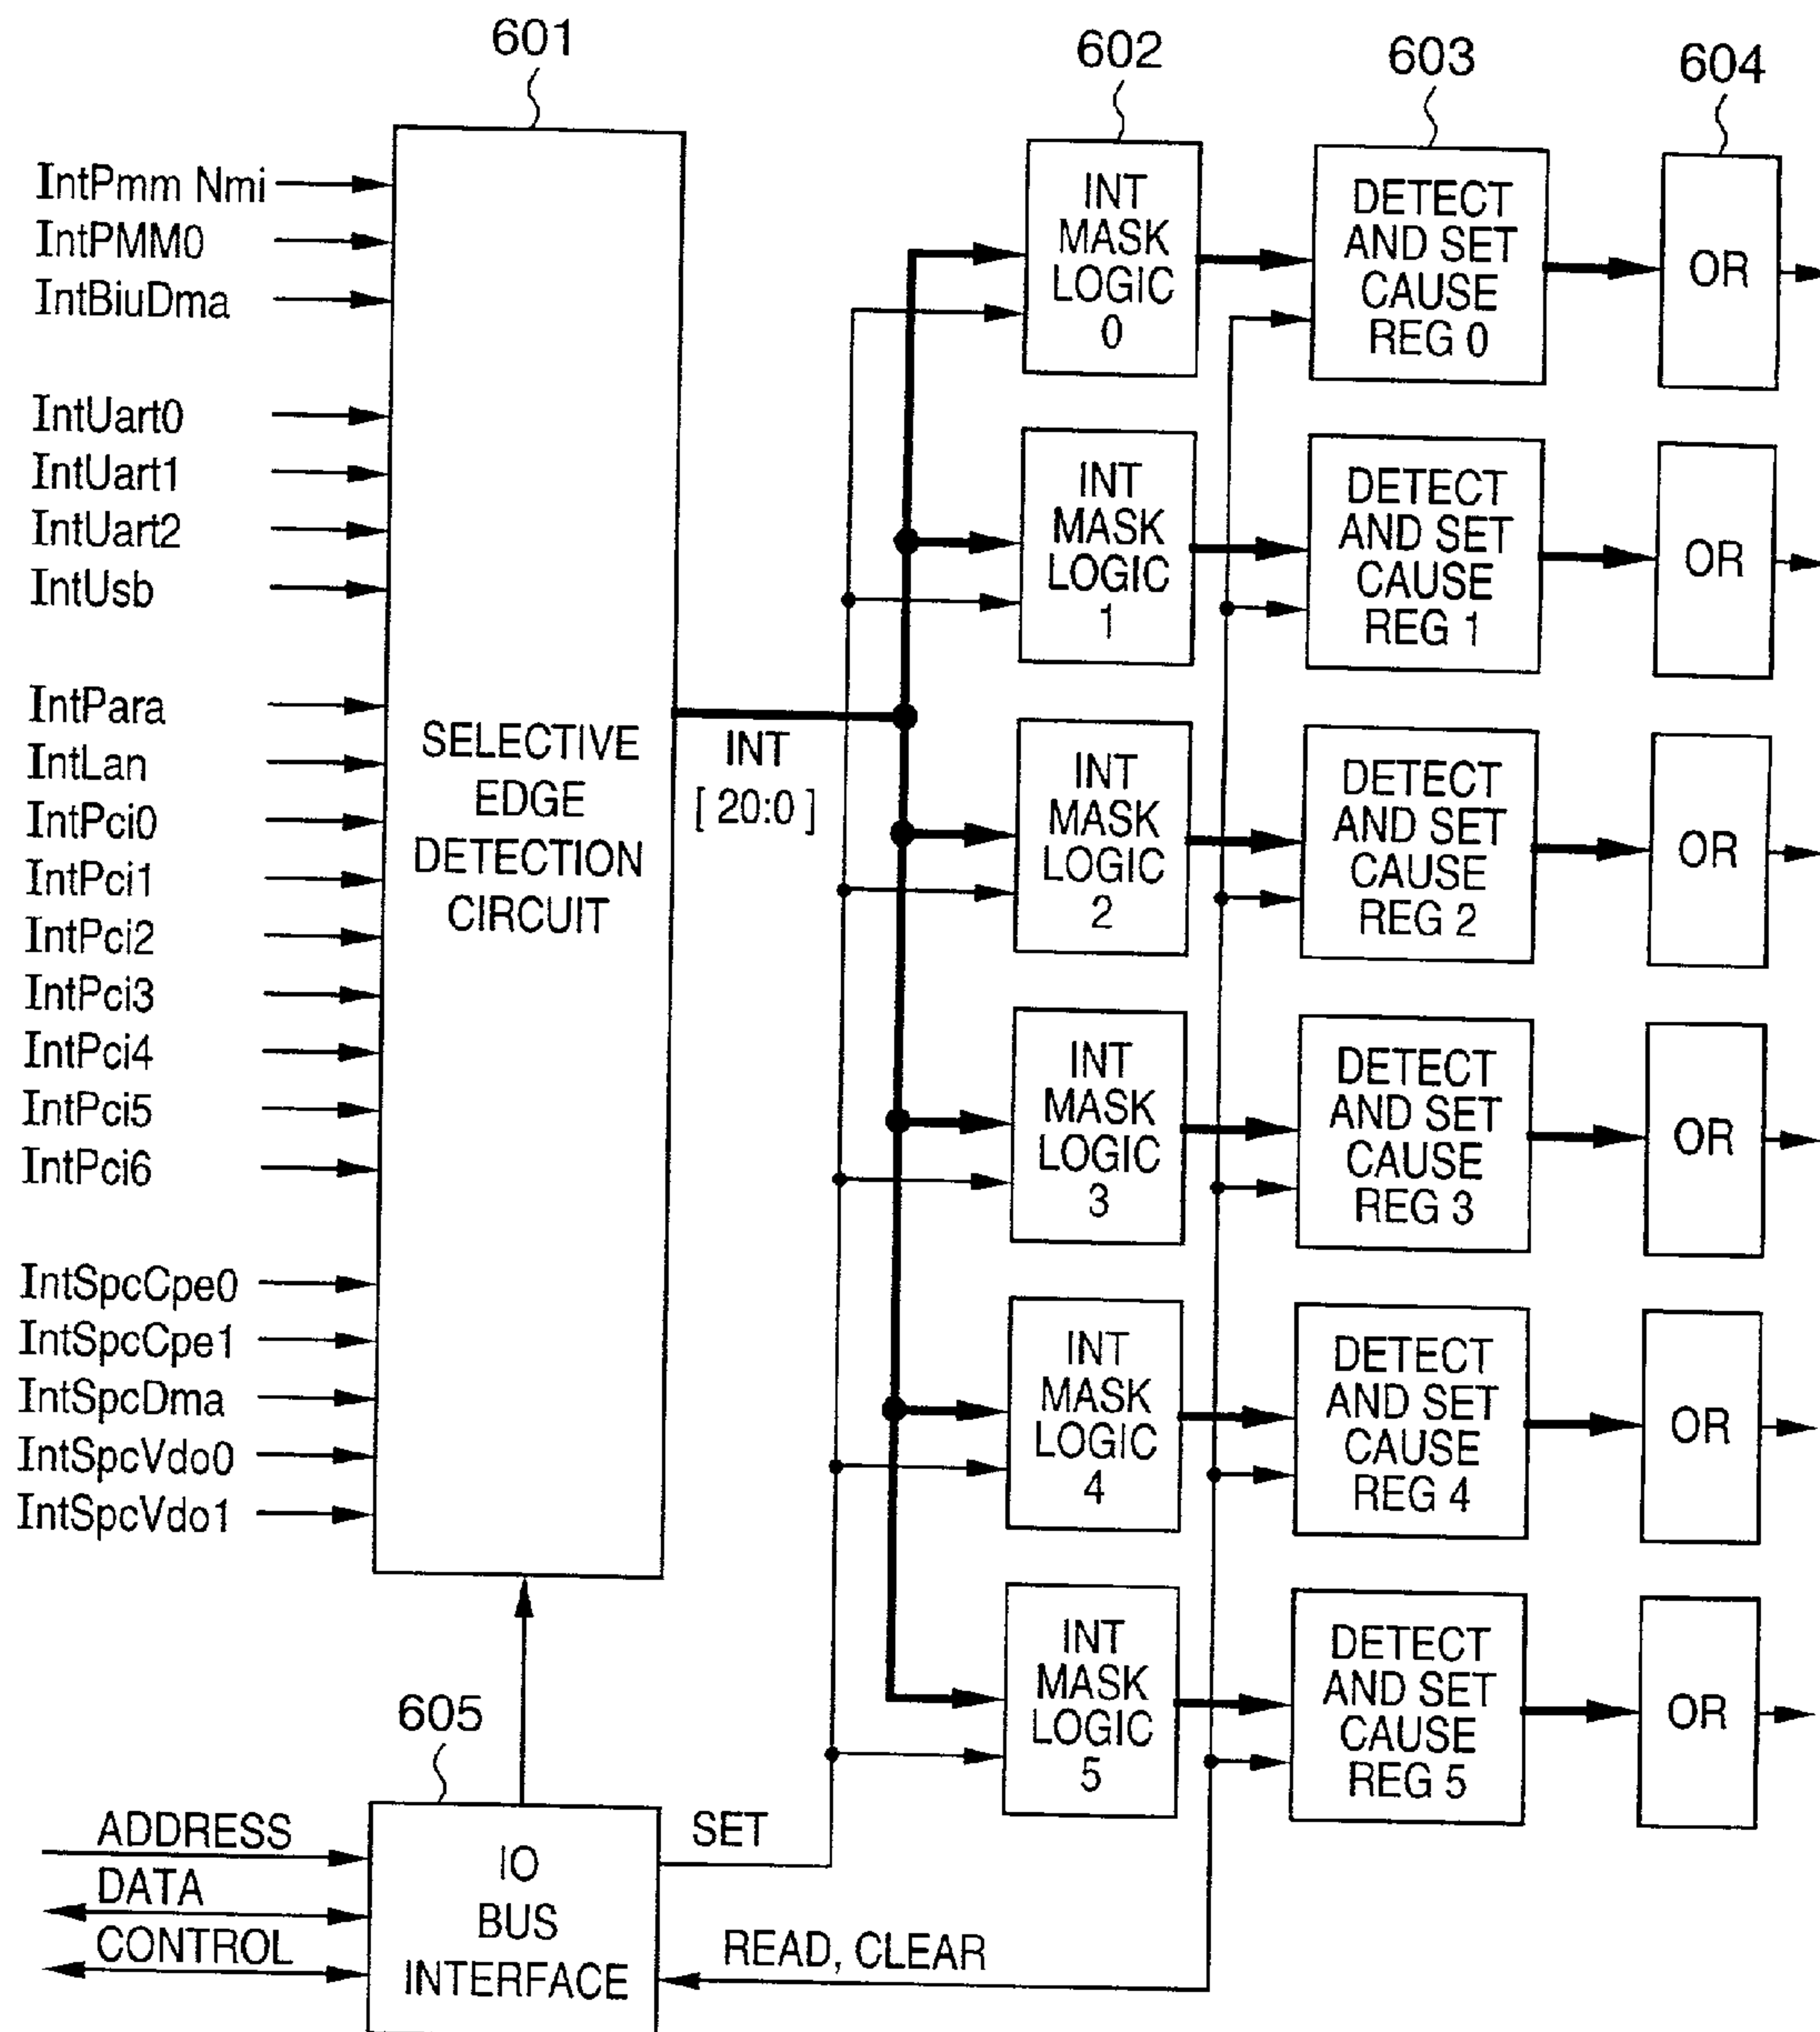 601
602
603
604
IntPmm Nmi
IntPMM0
IntBiuDma
IntUart0
IntUart1
IntUart2
IntUsb
IntPara
IntLan
IntPci0
IntPci1
IntPci2
IntPci3
IntPci4
IntPci5
IntPci6
IntSpcCpe0
IntSpcCpe1
IntSpcDma
IntSpcVdo0
IntSpcVdo1
SELECTIVE
EDGE
DETECTION
CIRCUIT
INT
[ 20:0 ]
INT
MASK
LOGIC
0
DETECT
AND SET
CAUSE
REG 0
OR
INT
MASK
LOGIC
1
DETECT
AND SET
CAUSE
REG 1
OR
INT
MASK
LOGIC
2
DETECT
AND SET
CAUSE
REG 2
OR
INT
MASK
LOGIC
3
DETECT
AND SET
CAUSE
REG 3
OR
INT
MASK
LOGIC
4
DETECT
AND SET
CAUSE
REG 4
OR
INT
MASK
LOGIC
5
DETECT
AND SET
CAUSE
REG 5
OR
605
ADDRESS
DATA
CONTROL
IO
BUS
INTERFACE
SET
READ, CLEAR